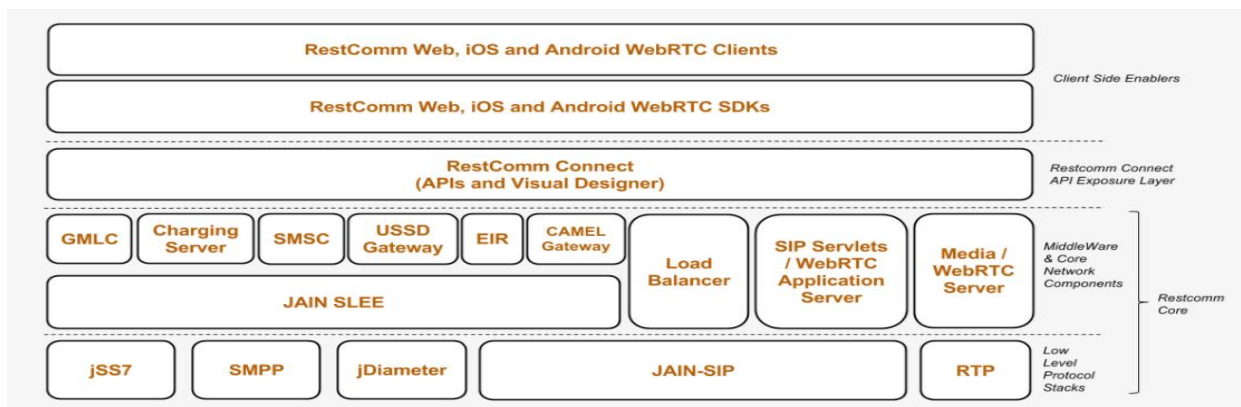 RestComm Web, iOS and Android WebRTC Clients
Client Side Enablers
RestComm Web, iOS and Android WebRTC SDKs
RestComm Connect
(APIs and Visual Designer)
Restcomm Connect
API Exposure Layer
GMLC
Charging
Server
SMSC
USSD
Gateway
EIR
CAMEL
Gateway
Load
Balancer
SIP Servlets
/ WebRTC
Application
Server
Media /
WebRTC
Server
MiddleWare
& Core
Network
Components
JAIN SLEE
Restcomm
Core
jSS7
SMPP
jDiameter
JAIN-SIP
RTP
Low
Level
Protocol
Stacks